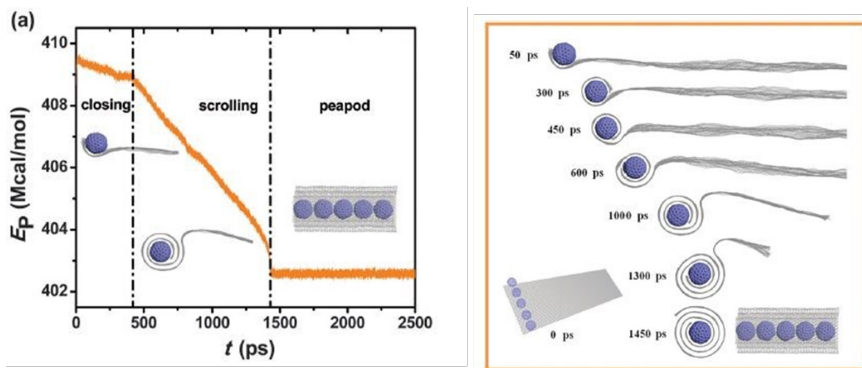 (a)
E_P (Mcal/mol)
410
408
406
404
402
closing
scrolling
peapod
0
500
1000
1500
2000
2500
t (ps)
50 ps
300 ps
450 ps
600 ps
1000 ps
1300 ps
0 ps
1450 ps